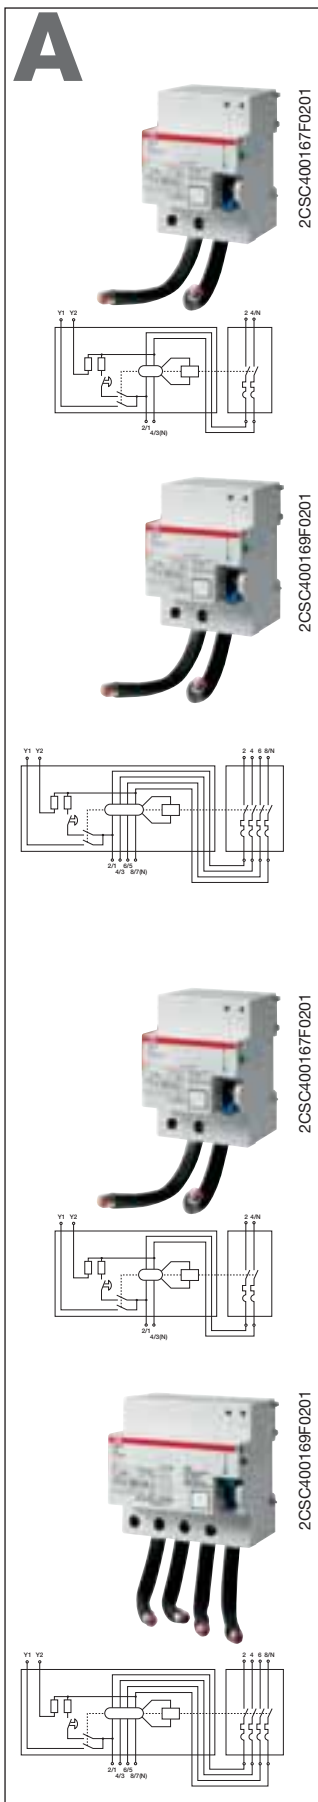 A
2CSC400167F0201
Y1 Y2
2 4/N
2/1
4/3(N)
2CSC400169F0201
Y1 Y2
2 4 6 8/N
2/1 6/5
4/3 8/7(N)
2CSC400167F0201
Y1 Y2
2 4/N
2/1
4/3(N)
2CSC400169F0201
Y1 Y2
2 4 6 8/N
2/1 6/5
4/3 8/7(N)